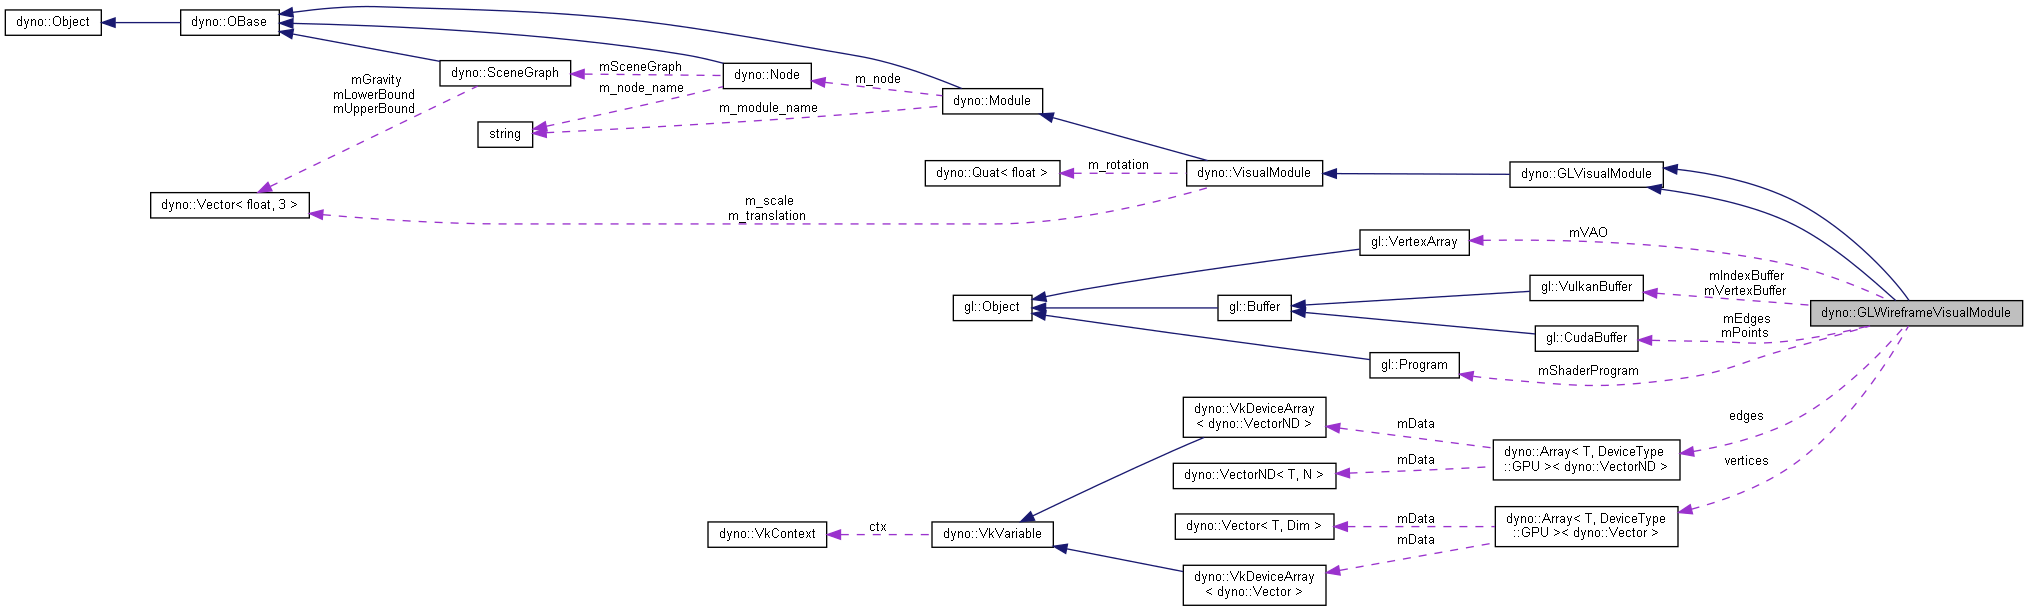 dyno::Object
dyno::OBase
dyno::SceneGraph
mSceneGraph
dyno::Node
m_node
m_node_name
mGravity
mLowerBound
mUpperBound
dyno::Module
m_module_name
string
dyno::Quat< float >
m_rotation
dyno::VisualModule
dyno::GLVisualModule
dyno::Vector< float, 3 >
m_scale
m_translation
gl::VertexArray
mVAO
gl::Object
gl::Buffer
gl::VulkanBuffer
mIndexBuffer
mVertexBuffer
dyno::GLWireframeVisualModule
gl::CudaBuffer
mEdges
mPoints
gl::Program
mShaderProgram
dyno::VkDeviceArray
< dyno::VectorND >
mData
edges
dyno::Array< T, DeviceType
::GPU >< dyno::VectorND >
dyno::VectorND< T, N >
mData
vertices
dyno::VkContext
ctx
dyno::VkVariable
dyno::Vector< T, Dim >
mData
mData
dyno::Array< T, DeviceType
::GPU >< dyno::Vector >
dyno::VkDeviceArray
< dyno::Vector >